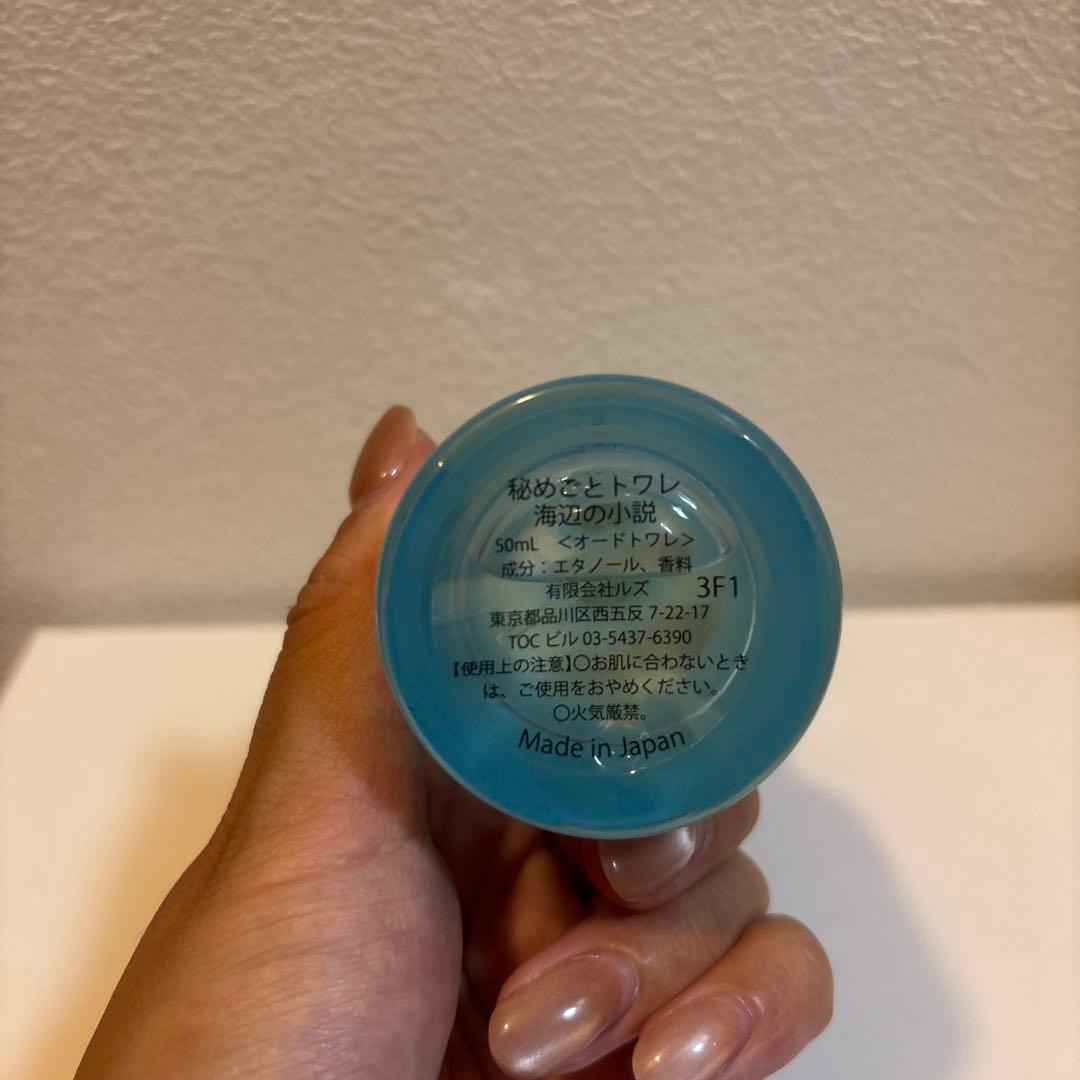 秘めごとトワレ
海辺の小説
50mL ＜オードトワレ＞
成分：エタノール、香料
有限会社ルズ 3F1
東京都品川区西五反 7-22-17
TOC ビル 03-5437-6390
【使用上の注意】〇お肌に合わないとき
は、ご使用をおやめください。
〇火気厳禁。
Made in Japan